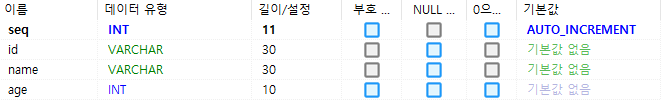 이름 데이터 유형 길이/설정 부호 ... NULL ... 0으... 기본값
seq INT 11 AUTO_INCREMENT
id VARCHAR 30 기본값 없음
name VARCHAR 30 기본값 없음
age INT 10 기본값 없음